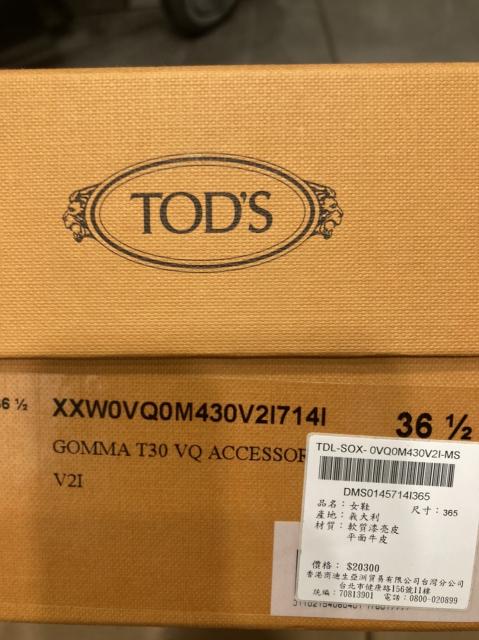 TOD'S
36 ½
XXW0VQ0M430V2I714I
36 ½
GOMMA T30 VQ ACCESSOR
V2I
TDL-SOX- 0VQ0M430V2I-MS
DMS0145714I365
品名: 女鞋 尺寸: 365
產地: 義大利
材質: 軟質漆亮皮
平面牛皮
價格: $20300
香港商迪生亞洲貿易有限公司台灣分公司
台北市健康路156號11樓
統編: 70813901 電話: 0800-020899